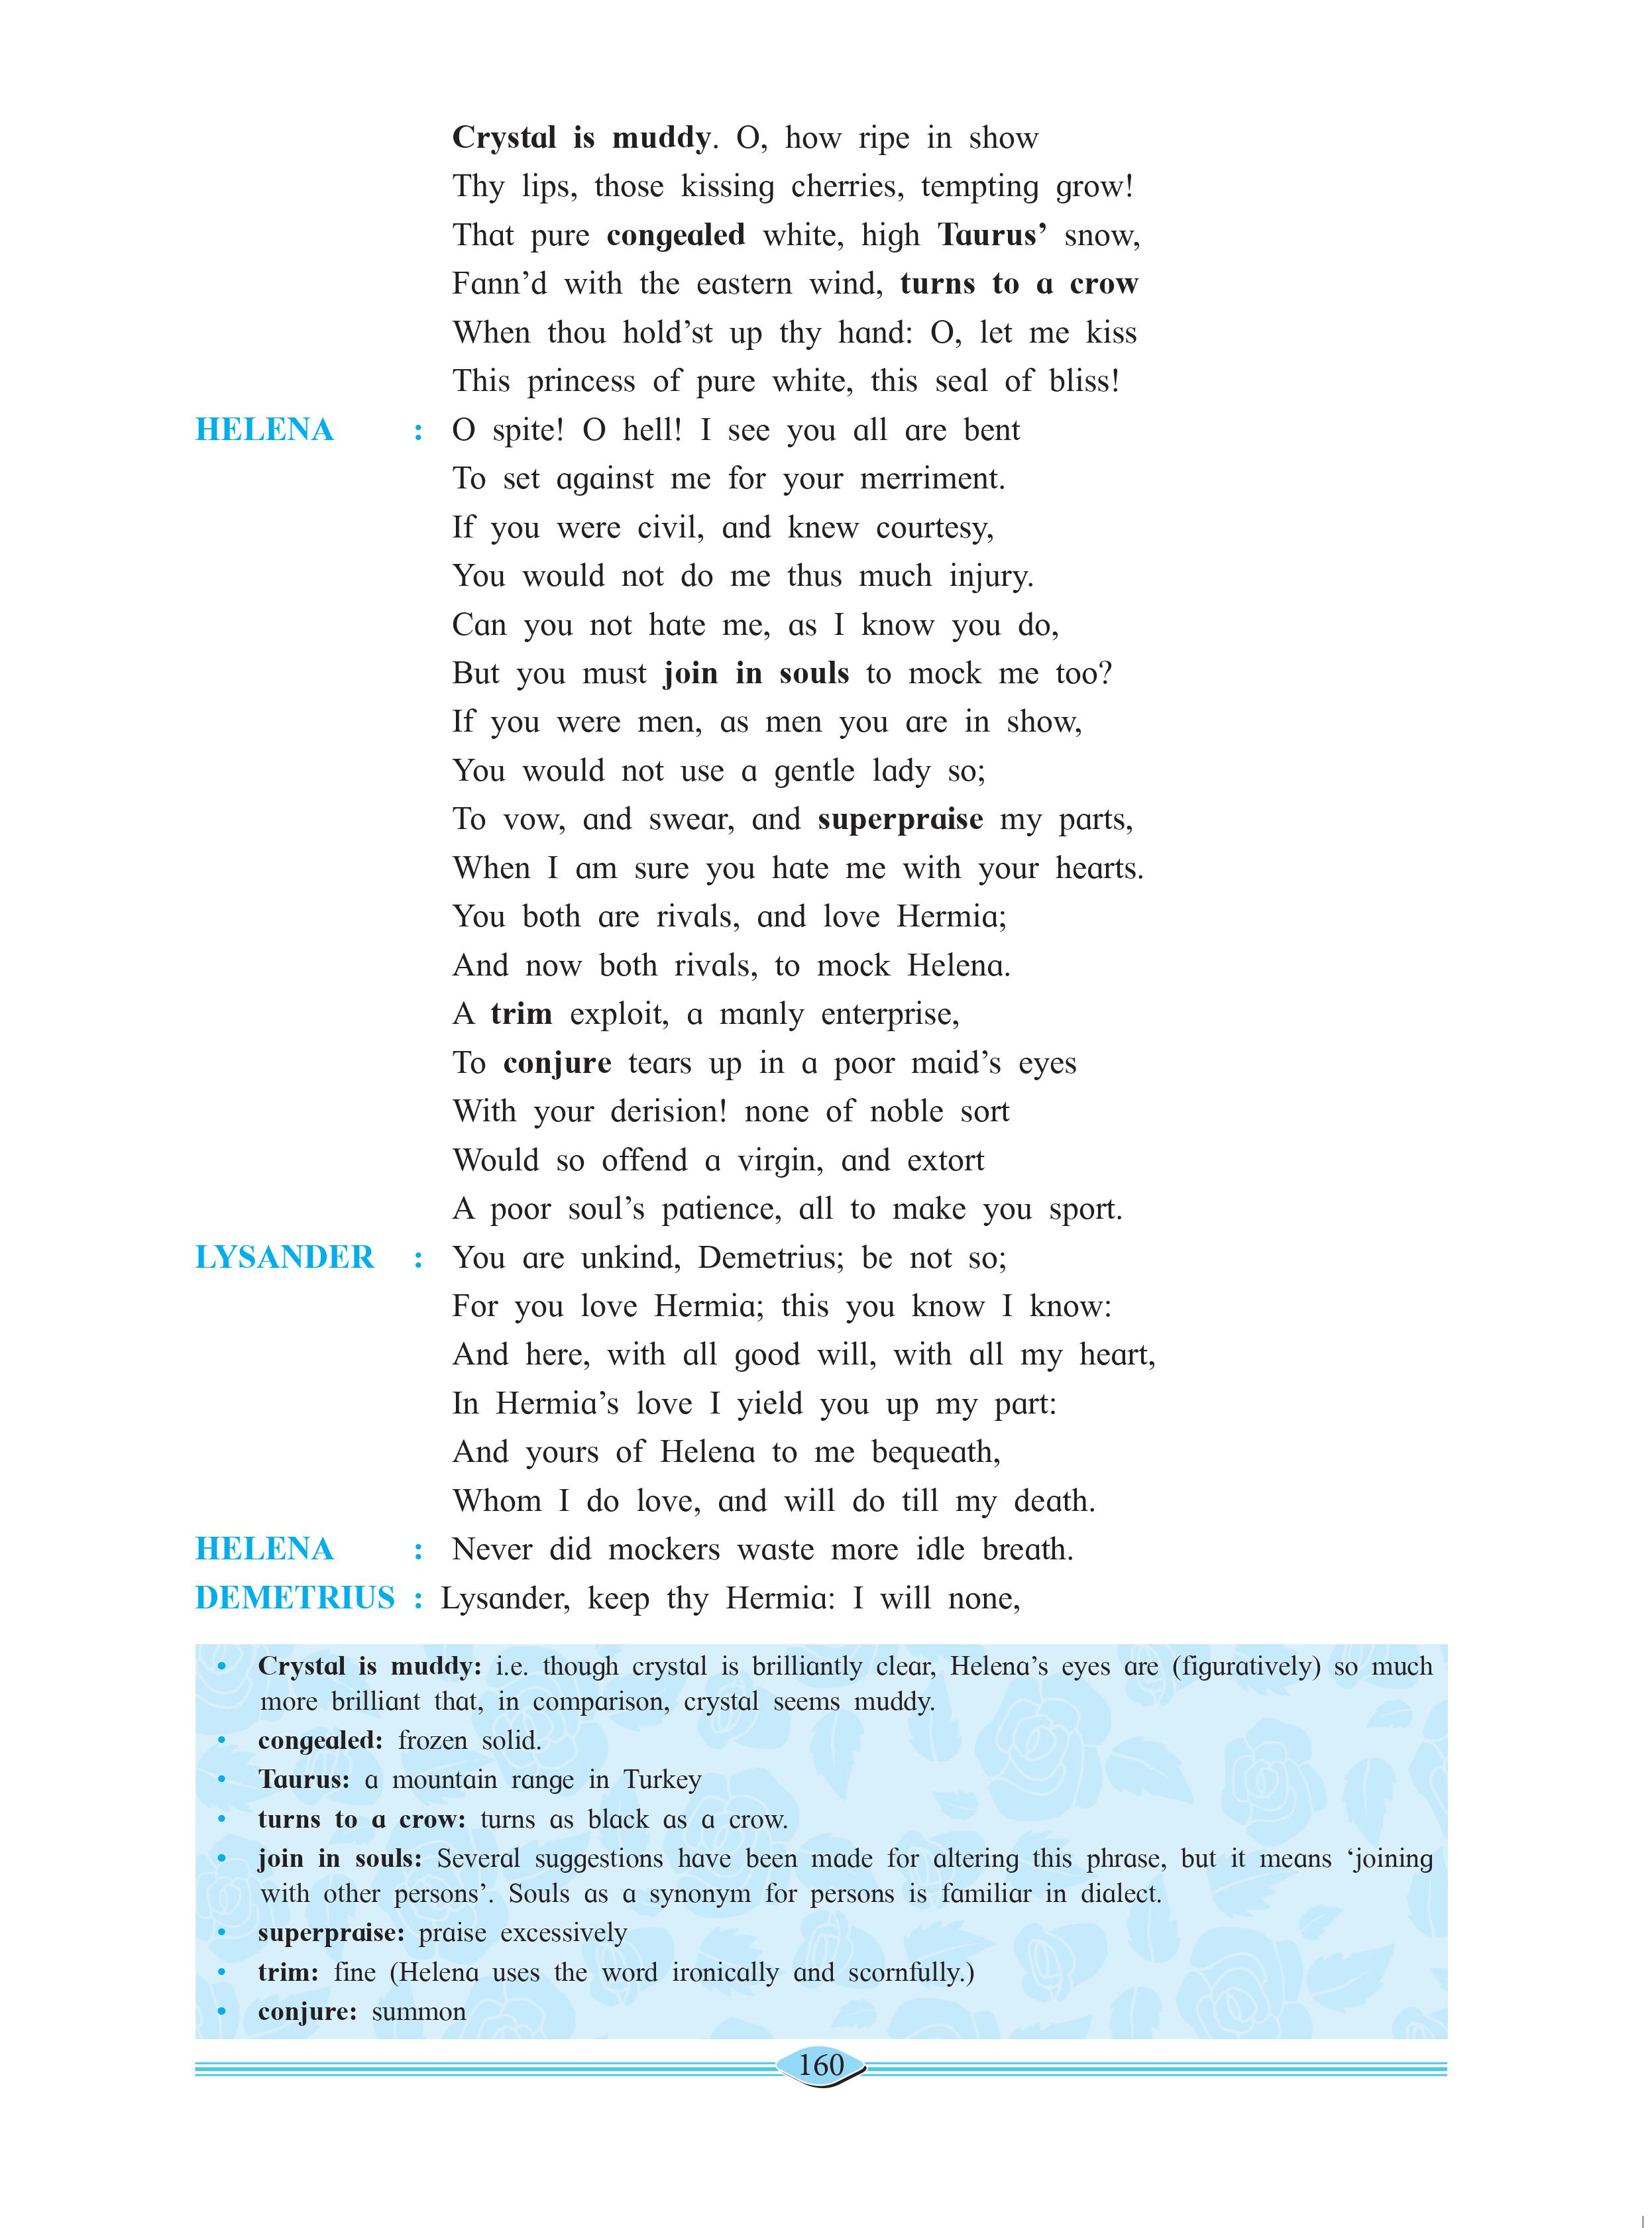 Crystal is muddy. O, how ripe in show
Thy lips, those kissing cherries, tempting grow!
That pure congealed white, high Taurus’ snow,
Fann’d with the eastern wind, turns to a crow
When thou hold’st up thy hand: O, let me kiss
This princess of pure white, this seal of bliss!
HELENA : O spite! O hell! I see you all are bent
To set against me for your merriment.
If you were civil, and knew courtesy,
You would not do me thus much injury.
Can you not hate me, as I know you do,
But you must join in souls to mock me too?
If you were men, as men you are in show,
You would not use a gentle lady so;
To vow, and swear, and superpraise my parts,
When I am sure you hate me with your hearts.
You both are rivals, and love Hermia;
And now both rivals, to mock Helena.
A trim exploit, a manly enterprise,
To conjure tears up in a poor maid’s eyes
With your derision! none of noble sort
Would so offend a virgin, and extort
A poor soul’s patience, all to make you sport.
LYSANDER : You are unkind, Demetrius; be not so;
For you love Hermia; this you know I know:
And here, with all good will, with all my heart,
In Hermia’s love I yield you up my part:
And yours of Helena to me bequeath,
Whom I do love, and will do till my death.
HELENA : Never did mockers waste more idle breath.
DEMETRIUS : Lysander, keep thy Hermia: I will none,
• Crystal is muddy: i.e. though crystal is brilliantly clear, Helena’s eyes are (figuratively) so much
more brilliant that, in comparison, crystal seems muddy.
• congealed: frozen solid.
• Taurus: a mountain range in Turkey
• turns to a crow: turns as black as a crow.
• join in souls: Several suggestions have been made for altering this phrase, but it means ‘joining
with other persons’. Souls as a synonym for persons is familiar in dialect.
• superpraise: praise excessively
• trim: fine (Helena uses the word ironically and scornfully.)
• conjure: summon
160